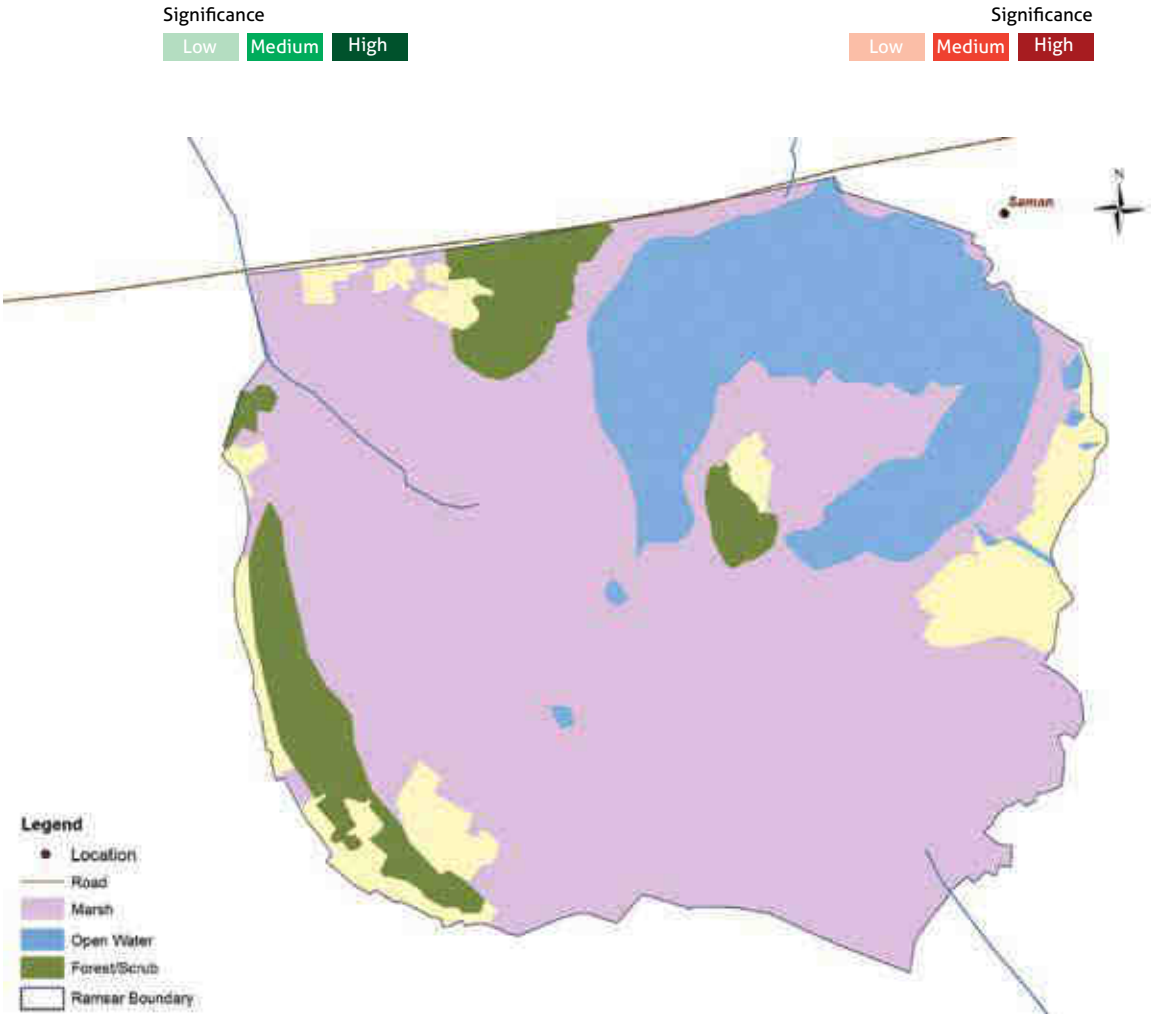 Significance
Low Medium High
Significance
Low Medium High
N
Saman
Legend
Location
Road
Marsh
Open Water
Forest/Scrub
Ramsar Boundary